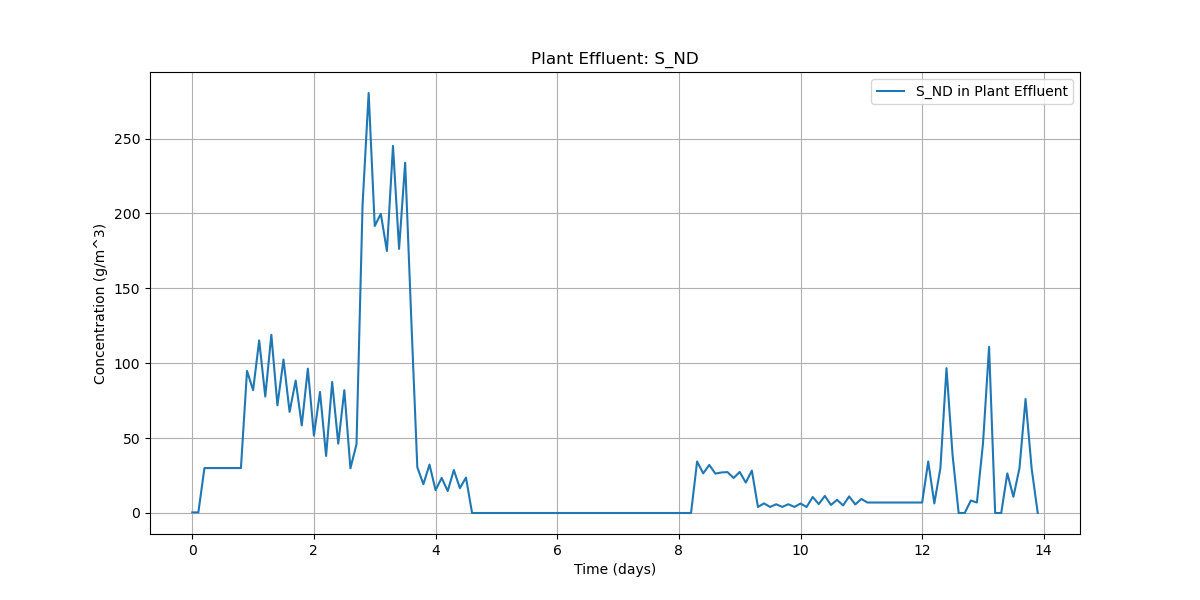 Plant Effluent: S_ND
S_ND in Plant Effluent
Concentration (g/m^3)
250
200
150
100
50
0
0 2 4 6 8 10 12 14
Time (days)